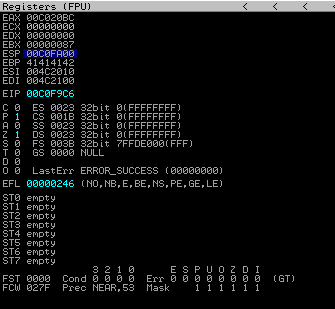 Registers (FPU) < < < <
EAX 00C020BC
ECX 00000000
EDX 00000000
EBX 00000087
ESP 00C0FA00
EBP 41414142
ESI 004C2010
EDI 004C2100
EIP 00C0F9C6
C 0 ES 0023 32bit 0(FFFFFFFF)
P 1 CS 001B 32bit 0(FFFFFFFF)
A 0 SS 0023 32bit 0(FFFFFFFF)
Z 1 DS 0023 32bit 0(FFFFFFFF)
S 0 FS 003B 32bit 7FFDE000(FFF)
T 0 GS 0000 NULL
D 0
O 0 LastErr ERROR_SUCCESS (00000000)
EFL 00000246 (NO,NB,E,BE,NS,PE,GE,LE)
ST0 empty
ST1 empty
ST2 empty
ST3 empty
ST4 empty
ST5 empty
ST6 empty
ST7 empty
3 2 1 0 E S P U O Z D I
FST 0000 Cond 0 0 0 0 Err 0 0 0 0 0 0 0 0 (GT)
FCW 027F Prec NEAR,53 Mask 1 1 1 1 1 1